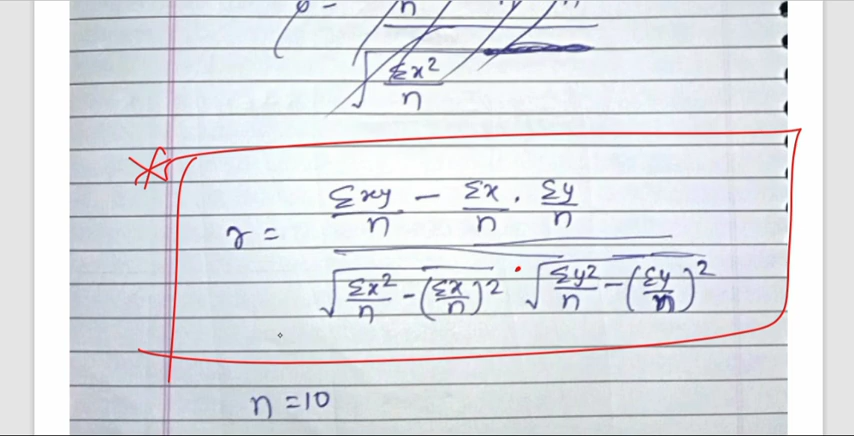 √(Σx²/n)
r = (Σxy/n − Σx/n · Σy/n) / (√(Σx²/n − (Σx/n)²) · √(Σy²/n − (Σy/n)²))
n = 10